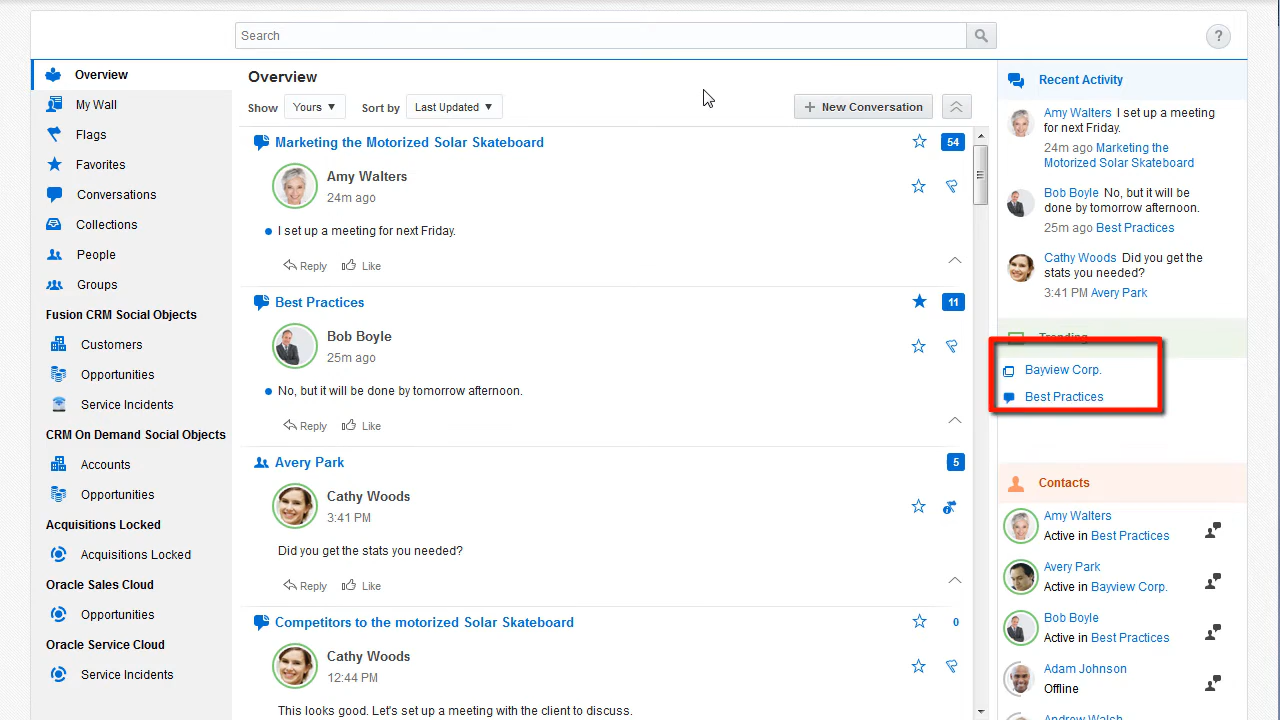 Search
?
Overview
My Wall
Flags
Favorites
Conversations
Collections
People
Groups
Fusion CRM Social Objects
Customers
Opportunities
Service Incidents
CRM On Demand Social Objects
Accounts
Opportunities
Acquisitions Locked
Acquisitions Locked
Oracle Sales Cloud
Opportunities
Oracle Service Cloud
Service Incidents
Overview
Show Yours Sort by Last Updated
New Conversation
Marketing the Motorized Solar Skateboard 54
Amy Walters
24m ago
I set up a meeting for next Friday.
Reply Like
Best Practices 11
Bob Boyle
25m ago
No, but it will be done by tomorrow afternoon.
Reply Like
Avery Park 5
Cathy Woods
3:41 PM
Did you get the stats you needed?
Reply Like
Competitors to the motorized Solar Skateboard 0
Cathy Woods
12:44 PM
This looks good. Let's set up a meeting with the client to discuss.
Recent Activity
Amy Walters I set up a meeting
for next Friday.
24m ago Marketing the
Motorized Solar Skateboard
Bob Boyle No, but it will be
done by tomorrow afternoon.
25m ago Best Practices
Cathy Woods Did you get the
stats you needed?
3:41 PM Avery Park
Trending
Bayview Corp.
Best Practices
Contacts
Amy Walters
Active in Best Practices
Avery Park
Active in Bayview Corp.
Bob Boyle
Active in Best Practices
Adam Johnson
Offline
Andrew Walsh